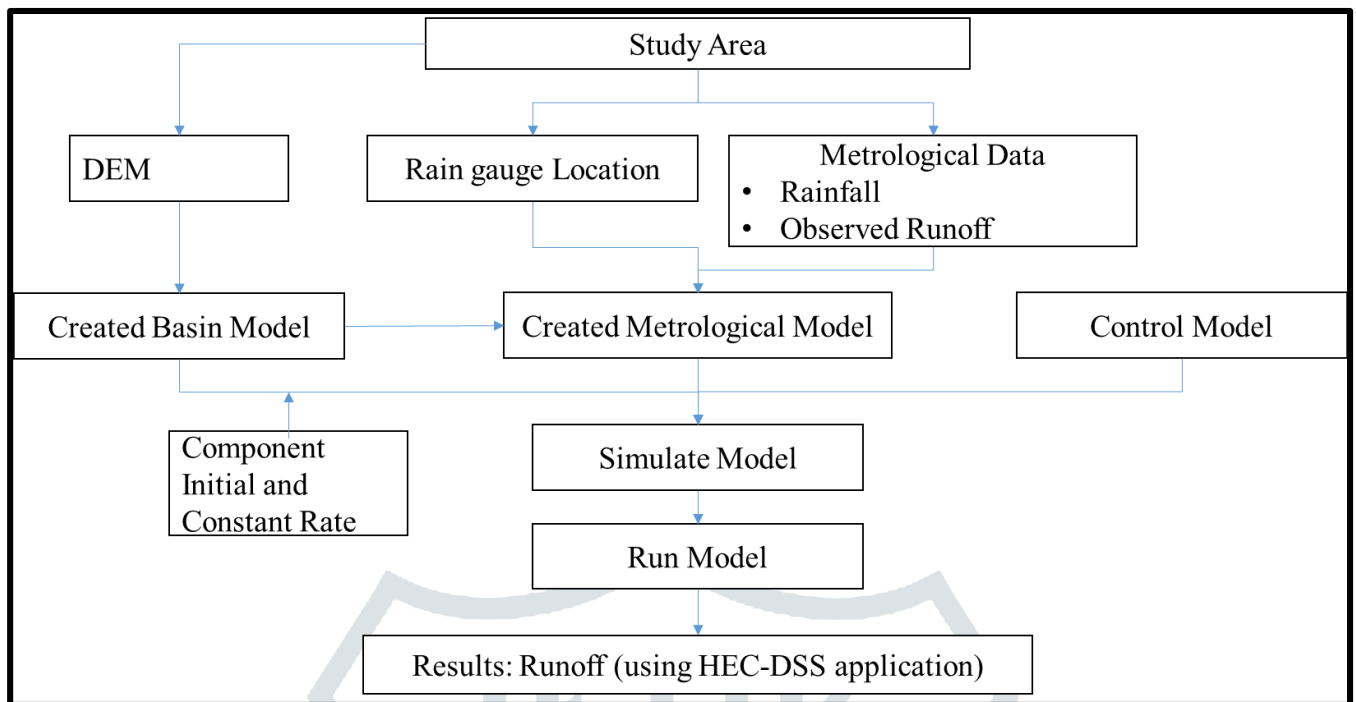 Study Area
DEM
Rain gauge Location
Metrological Data
• Rainfall
• Observed Runoff
Created Basin Model
Created Metrological Model
Control Model
Component
Initial and
Constant Rate
Simulate Model
Run Model
Results: Runoff (using HEC-DSS application)